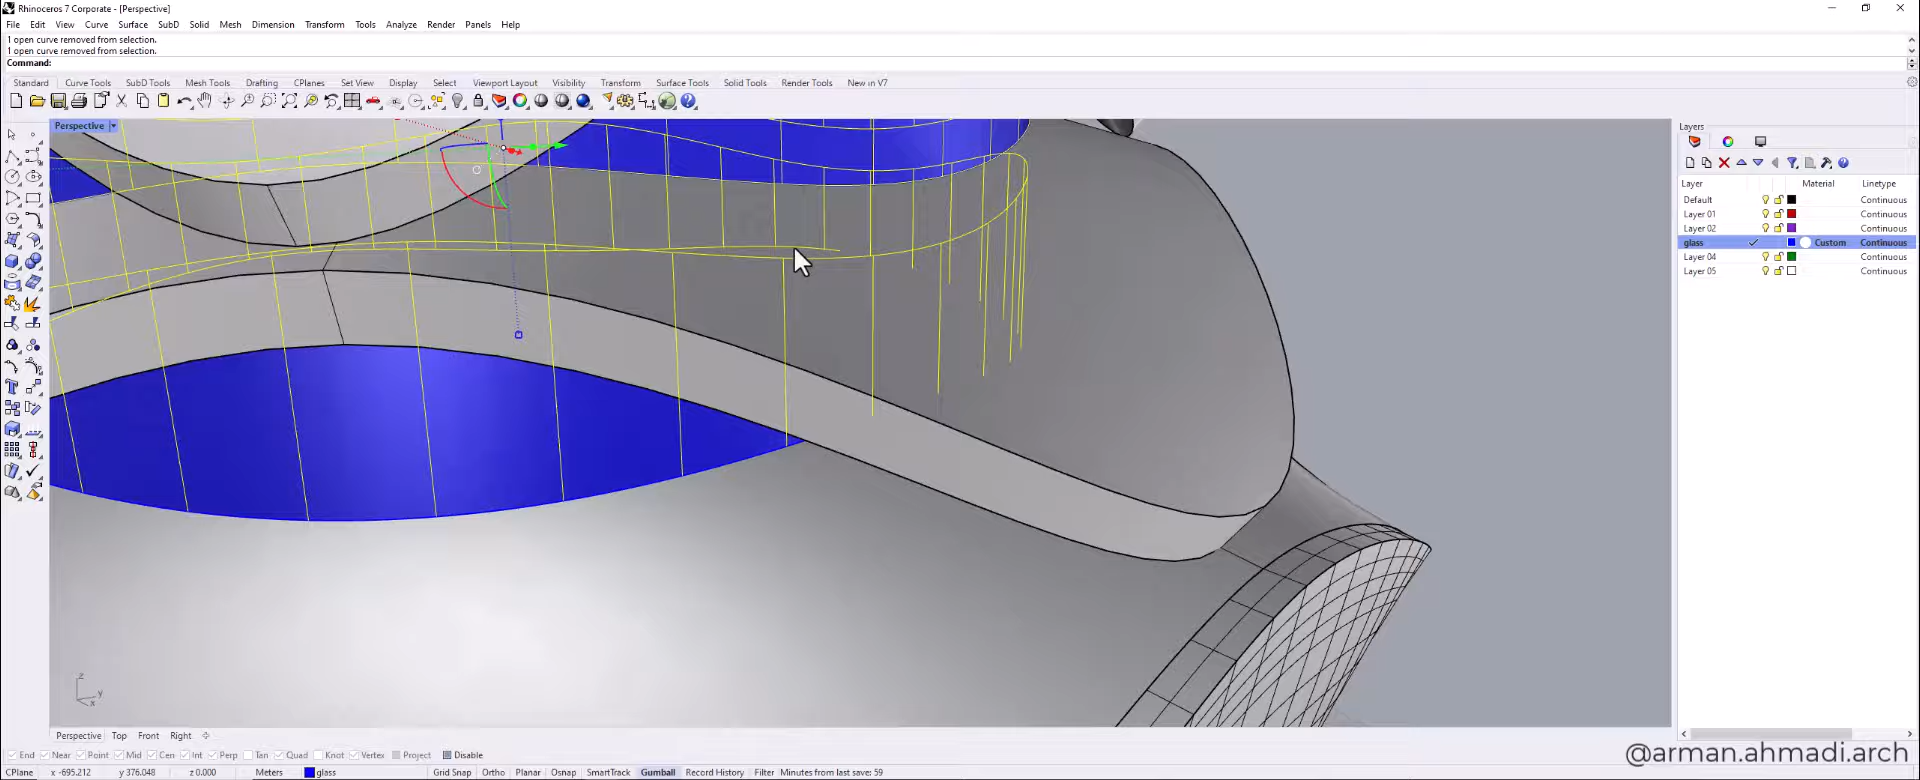 Rhinoceros 7 Corporate - [Perspective]
File Edit View Curve Surface SubD Solid Mesh Dimension Transform Tools Analyze Render Panels Help
1 open curve removed from selection.
1 open curve removed from selection.
Command:
Standard Curve Tools SubD Tools Mesh Tools Drafting CPlanes Set View Display Select Viewport Layout Visibility Transform Surface Tools Solid Tools Render Tools New in V7
Perspective
Layers
Layer Material Linetype
Default Continuous
Layer 01 Continuous
Layer 02 Continuous
glass Custom Continuous
Layer 04 Continuous
Layer 05 Continuous
z
y
x
Perspective Top Front Right
End Near Point Mid Cen Int Perp Tan Quad Knot Vertex Project Disable
@arman.ahmadi.arch
CPlane x -695.212 y 376.048 z 0.000 Meters glass Grid Snap Ortho Planar Osnap SmartTrack Gumball Record History Filter Minutes from last save: 59